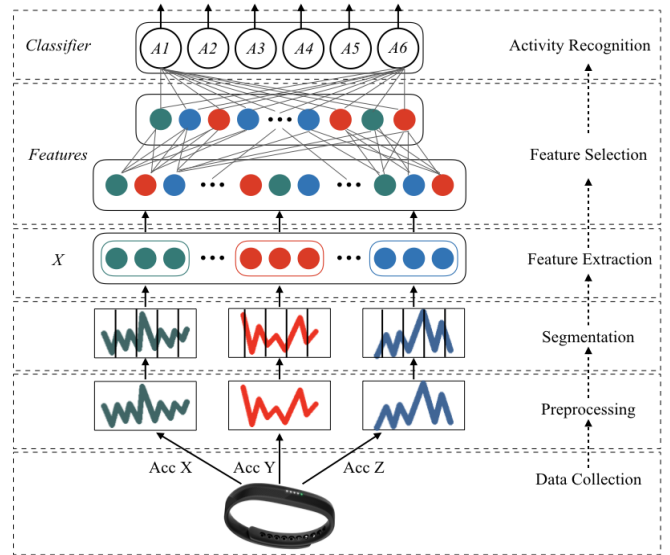 Classifier
A1 A2 A3 A4 A5 A6
Activity Recognition
Features
...
Feature Selection
... ...
X
... ...
Feature Extraction
Segmentation
Preprocessing
Acc X
Acc Y
Acc Z
Data Collection